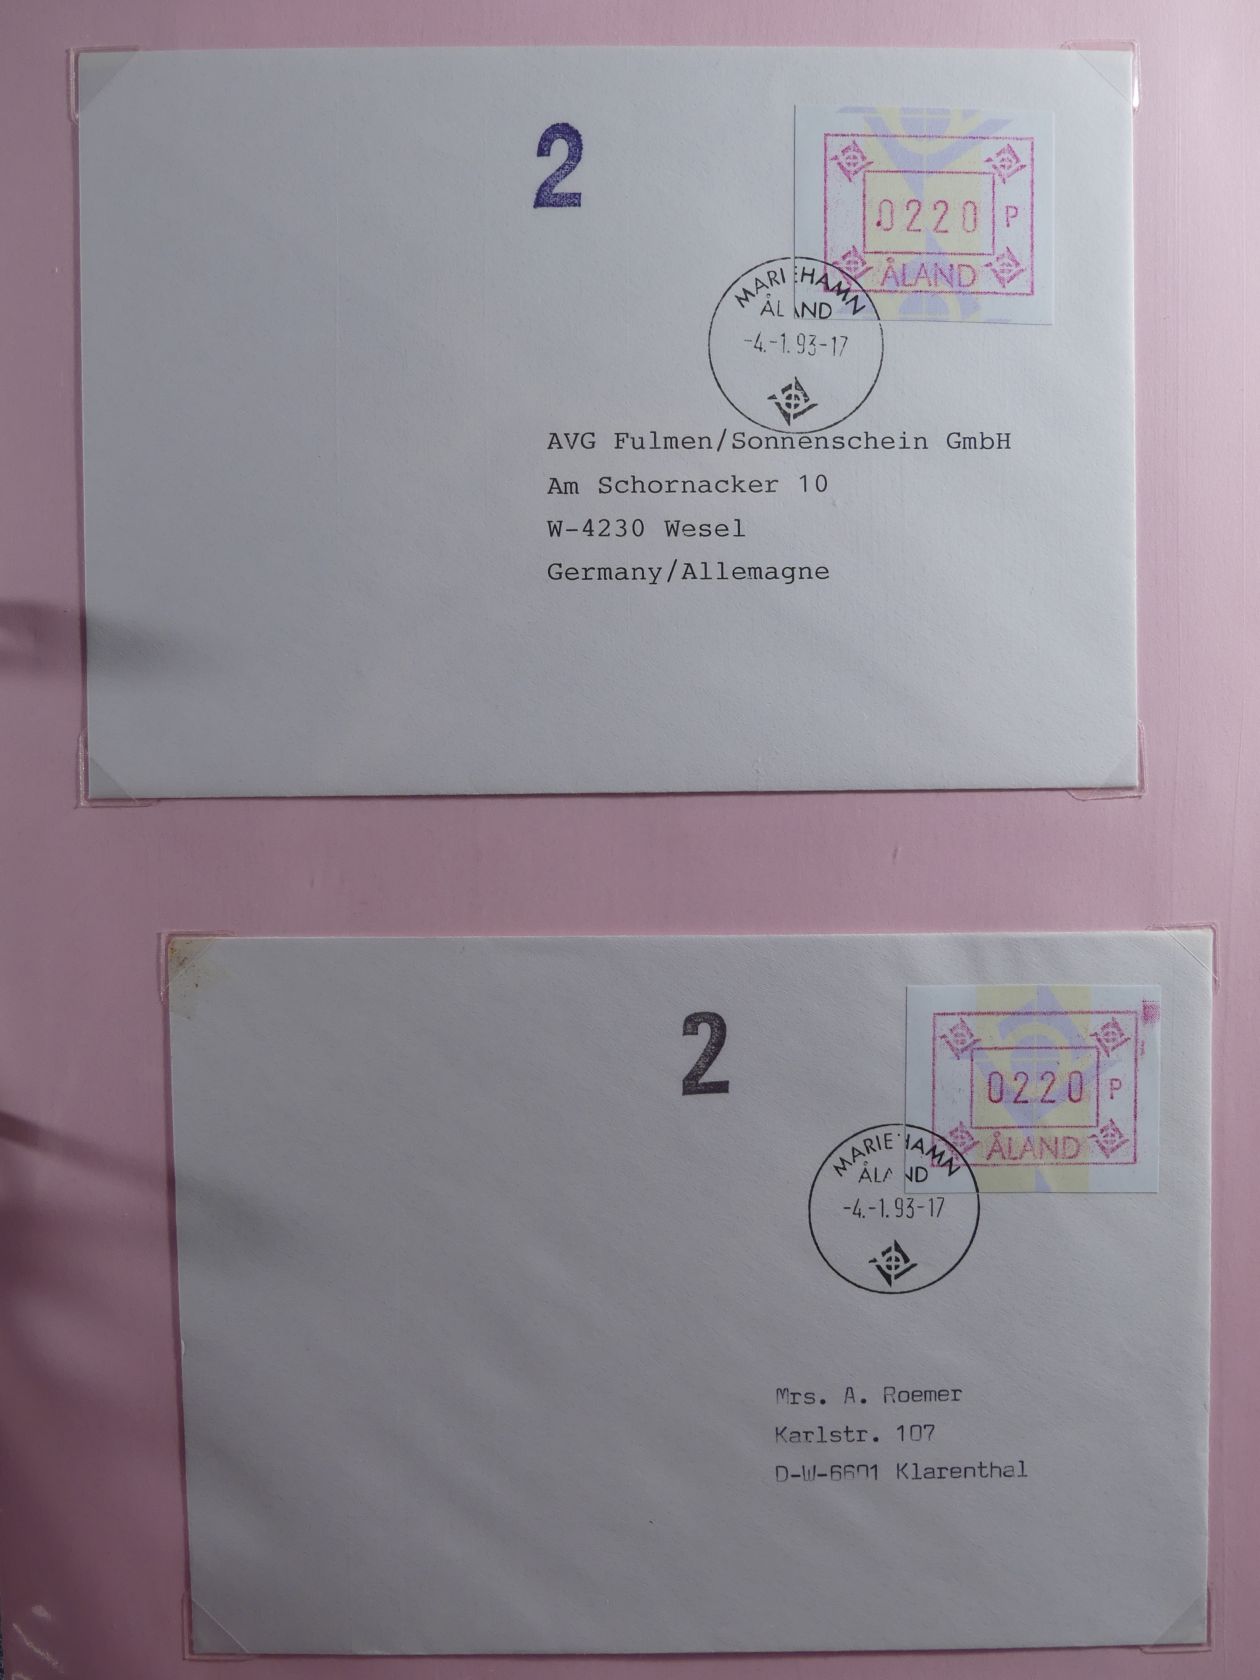 2
0220 P
ÅLAND
MARIEHAMN
ÅLAND
-4.-1.93-17
AVG Fulmen/Sonnenschein GmbH
Am Schornacker 10
W-4230 Wesel
Germany/Allemagne
2
0220 P
ÅLAND
MARIEHAMN
ÅLAND
-4.-1.93-17
Mrs. A. Roemer
Karlstr. 107
D-W-6601 Klarenthal